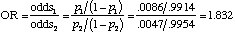 OR = odds₁/odds₂ = p₁/(1−p₁) / p₂/(1−p₂) = .0086/.9914 / .0047/.9954 = 1.832